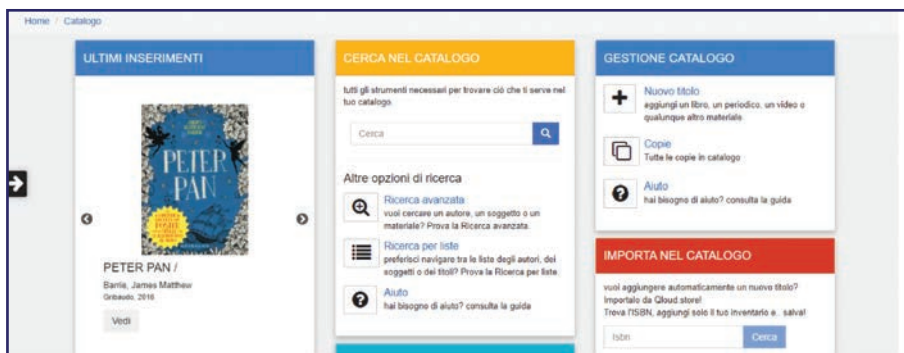 Home / Catalogo
ULTIMI INSERIMENTI
PETER
PAN
PETER PAN /
Barrie, James Matthew
Gribaudo, 2016
Vedi
CERCA NEL CATALOGO
tutti gli strumenti necessari per trovare ciò che ti serve nel
tuo catalogo.
Cerca
Altre opzioni di ricerca
Ricerca avanzata
vuoi cercare un autore, un soggetto o un
materiale? Prova la Ricerca avanzata.
Ricerca per liste
preferisci navigare tra le liste degli autori, dei
soggetti o dei titoli? Prova la Ricerca per liste
Aiuto
hai bisogno di aiuto? consulta la guida
GESTIONE CATALOGO
Nuovo titolo
aggiungi un libro, un periodico, un video o
qualunque altro materiale.
Copie
Tutte le copie in catalogo
Aiuto
hai bisogno di aiuto? consulta la guida
IMPORTA NEL CATALOGO
vuoi aggiungere automaticamente un nuovo titolo?
Importalo da Qloud.store!
Trova l'ISBN, aggiungi solo il tuo inventario e.. salva!
Isbn
Cerca